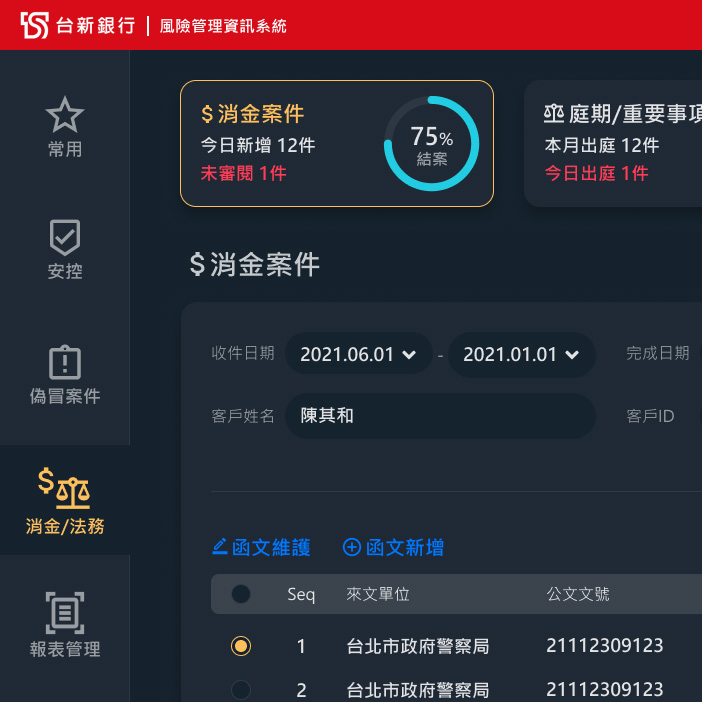 台新銀行 | 風險管理資訊系統
常用
安控
偽冒案件
消金/法務
報表管理
$ 消金案件
今日新增 12件
未審閱 1件
75%
結案
庭期/重要事項
本月出庭 12件
今日出庭 1件
$ 消金案件
收件日期 2021.06.01 - 2021.01.01 完成日期
客戶姓名 陳其和 客戶ID
函文維護 函文新增
Seq 來文單位 公文文號
1 台北市政府警察局 21112309123
2 台北市政府警察局 21112309123